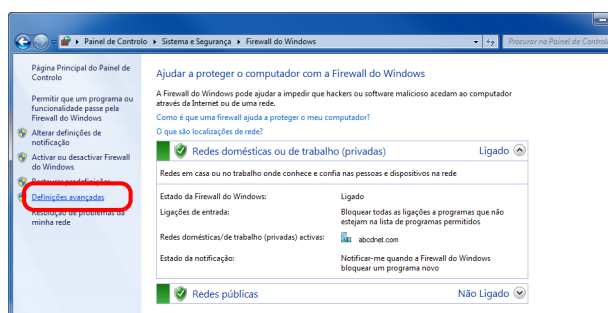 Painel de Controlo ▸ Sistema e Segurança ▸ Firewall do Windows
Procurar no Painel de Controlo
Página Principal do Painel de
Controlo
Permitir que um programa ou
funcionalidade passe pela
Firewall do Windows
Alterar definições de
notificação
Activar ou desactivar Firewall
do Windows
Restaurar predefinições
Definições avançadas
Resolução de problemas da
minha rede
Ajudar a proteger o computador com a Firewall do Windows
A Firewall do Windows pode ajudar a impedir que hackers ou software malicioso acedam ao computador
através da Internet ou de uma rede.
Como é que uma firewall ajuda a proteger o meu computador?
O que são localizações de rede?
Redes domésticas ou de trabalho (privadas) Ligado
Redes em casa ou no trabalho onde conhece e confia nas pessoas e dispositivos na rede
Estado da Firewall do Windows: Ligado
Ligações de entrada: Bloquear todas as ligações a programas que não
estejam na lista de programas permitidos
Redes domésticas/de trabalho (privadas) activas: abcdnet.com
Estado da notificação: Notificar-me quando a Firewall do Windows
bloquear um programa novo
Redes públicas Não Ligado